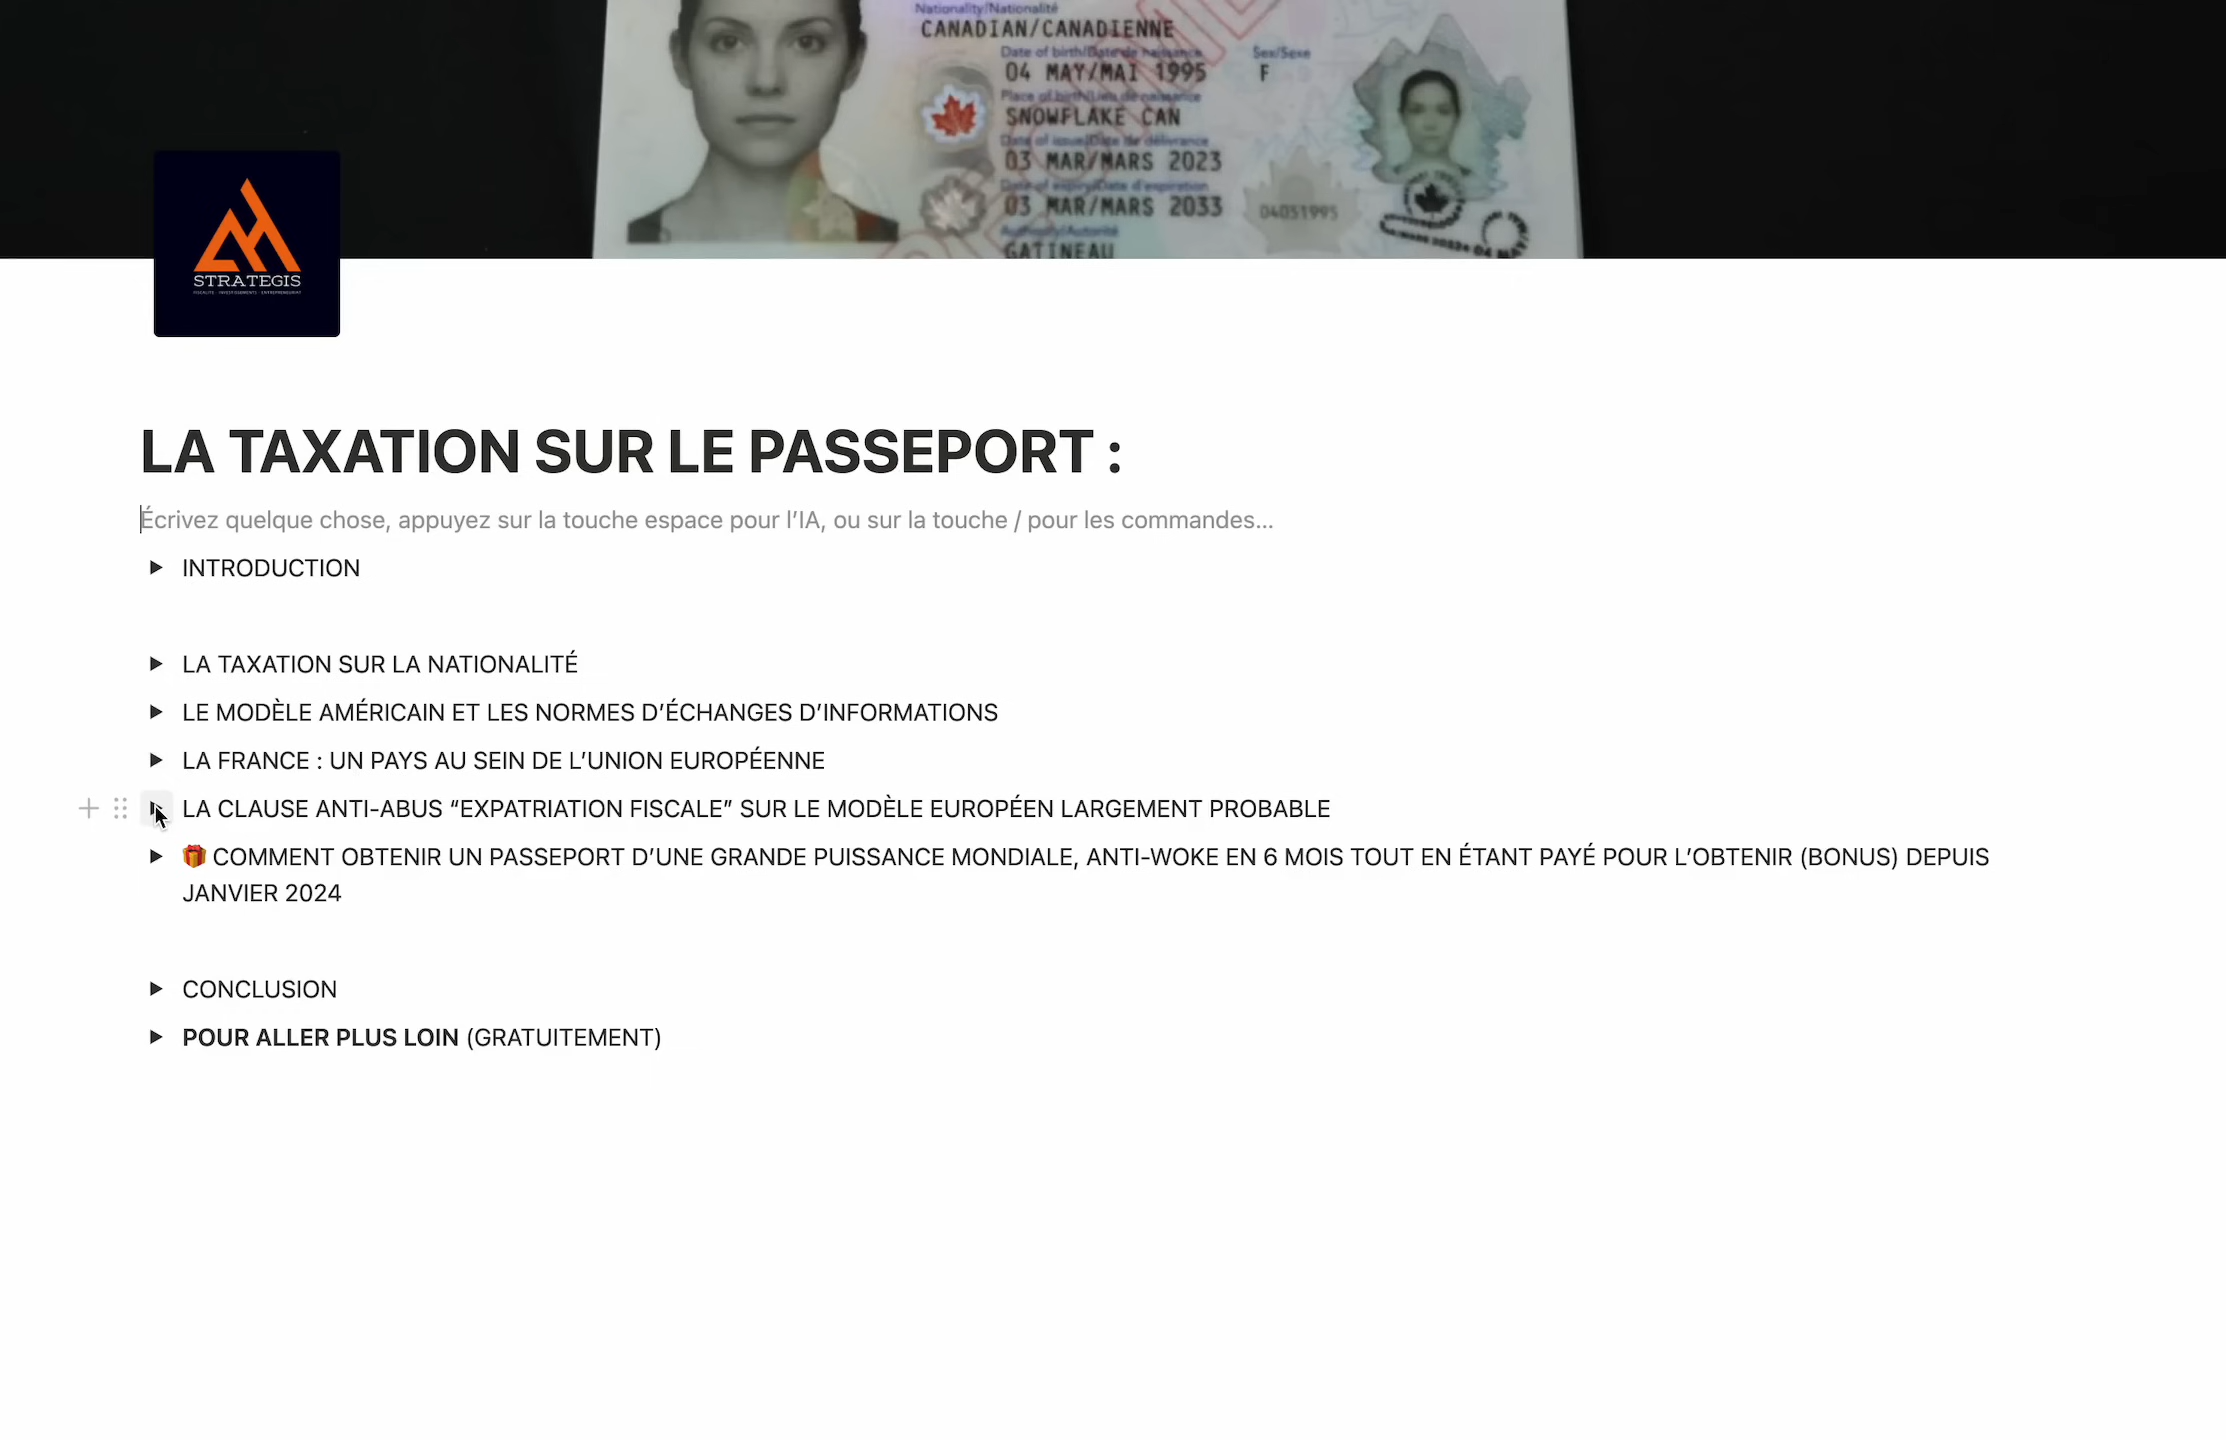 Nationality/Nationalité
CANADIAN/CANADIENNE
Date of birth/Date de naissance
Sex/Sexe
04 MAY/MAI 1995
F
Place of birth/Lieu de naissance
SNOWFLAKE CAN
Date of issue/Date de délivrance
03 MAR/MARS 2023
Date of expiry/Date d'expiration
03 MAR/MARS 2033
04051995
Authority/Autorité
GATINEAU
STRATEGIS
LA TAXATION SUR LE PASSEPORT :
Écrivez quelque chose, appuyez sur la touche espace pour l’IA, ou sur la touche / pour les commandes...
INTRODUCTION
LA TAXATION SUR LA NATIONALITÉ
LE MODÈLE AMÉRICAIN ET LES NORMES D’ÉCHANGES D’INFORMATIONS
LA FRANCE : UN PAYS AU SEIN DE L’UNION EUROPÉENNE
LA CLAUSE ANTI-ABUS “EXPATRIATION FISCALE” SUR LE MODÈLE EUROPÉEN LARGEMENT PROBABLE
🎁 COMMENT OBTENIR UN PASSEPORT D’UNE GRANDE PUISSANCE MONDIALE, ANTI-WOKE EN 6 MOIS TOUT EN ÉTANT PAYÉ POUR L’OBTENIR (BONUS) DEPUIS
JANVIER 2024
CONCLUSION
POUR ALLER PLUS LOIN (GRATUITEMENT)